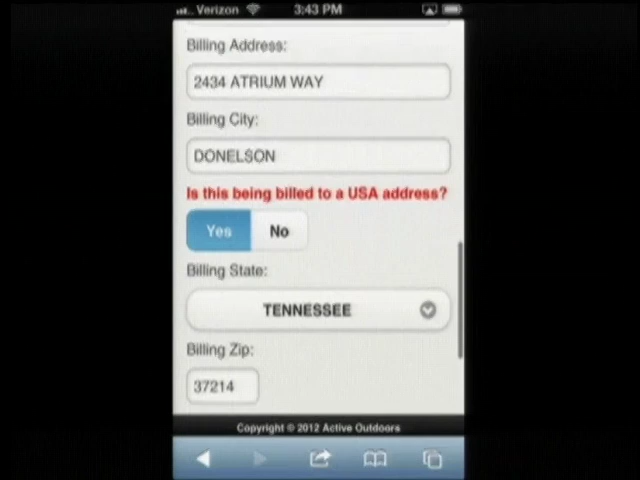 Verizon 3:43 PM
Billing Address:
2434 ATRIUM WAY
Billing City:
DONELSON
Is this being billed to a USA address?
Yes No
Billing State:
TENNESSEE
Billing Zip:
37214
Copyright © 2012 Active Outdoors